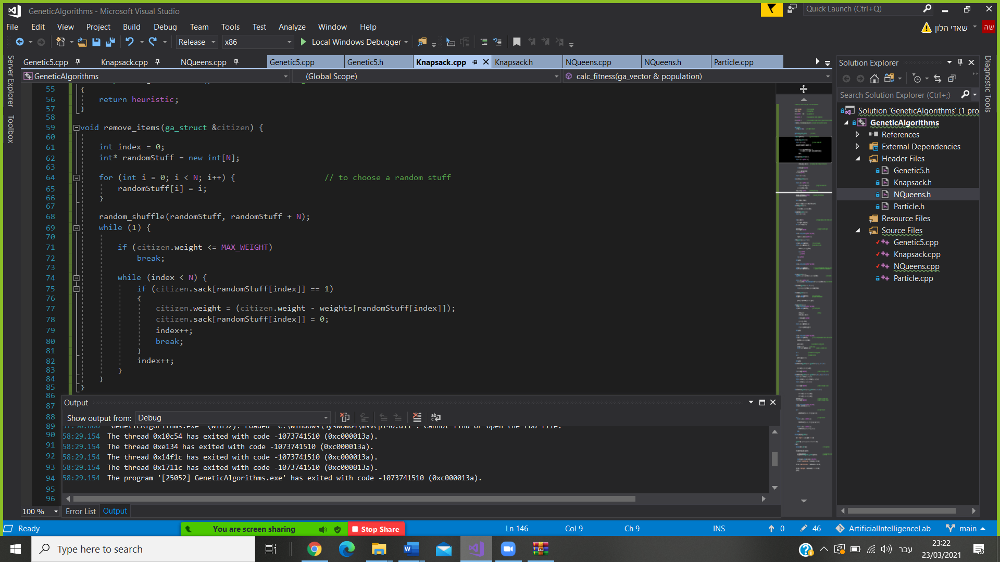 GeneticAlgorithms - Microsoft Visual Studio
Quick Launch (Ctrl+Q)
File Edit View Project Build Debug Team Tools Test Analyze Window Help
שאדי הלון
שה
Release x86 Local Windows Debugger
Server Explorer
Toolbox
Genetic5.cpp Knapsack.cpp NQueens.cpp Genetic5.cpp Genetic5.h Knapsack.cpp Knapsack.h NQueens.cpp NQueens.h Particle.cpp
GeneticAlgorithms (Global Scope) calc_fitness(ga_vector & population)
55 {
56 return heuristic;
57 }
58
59 void remove_items(ga_struct &citizen) {
60
61 int index = 0;
62 int* randomStuff = new int[N];
63
64 for (int i = 0; i < N; i++) { // to choose a random stuff
65 randomStuff[i] = i;
66 }
67
68 random_shuffle(randomStuff, randomStuff + N);
69 while (1) {
70
71 if (citizen.weight <= MAX_WEIGHT)
72 break;
73
74 while (index < N) {
75 if (citizen.sack[randomStuff[index]] == 1)
76 {
77 citizen.weight = (citizen.weight - weights[randomStuff[index]]);
78 citizen.sack[randomStuff[index]] = 0;
79 index++;
80 break;
81 }
82 index++;
83 }
84 }
85 }
86
87
88
89
90
91
92
93
94
95
96
Output
Show output from: Debug
58:29.154 The thread 0x10c54 has exited with code -1073741510 (0xc000013a).
58:29.154 The thread 0xe134 has exited with code -1073741510 (0xc000013a).
58:29.154 The thread 0x14f1c has exited with code -1073741510 (0xc000013a).
58:29.154 The thread 0x1711c has exited with code -1073741510 (0xc000013a).
58:29.154 The program '[25052] GeneticAlgorithms.exe' has exited with code -1073741510 (0xc000013a).
100 %
Error List Output
Solution Explorer
Search Solution Explorer (Ctrl+;)
Solution 'GeneticAlgorithms' (1 pro
GeneticAlgorithms
References
External Dependencies
Header Files
Genetic5.h
Knapsack.h
NQueens.h
Particle.h
Resource Files
Source Files
Genetic5.cpp
Knapsack.cpp
NQueens.cpp
Particle.cpp
Diagnostic Tools
Ready You are screen sharing Stop Share Ln 146 Col 9 Ch 9 INS 0 46 ArtificialIntelligenceLab main
Type here to search
עבר
23:22
23/03/2021